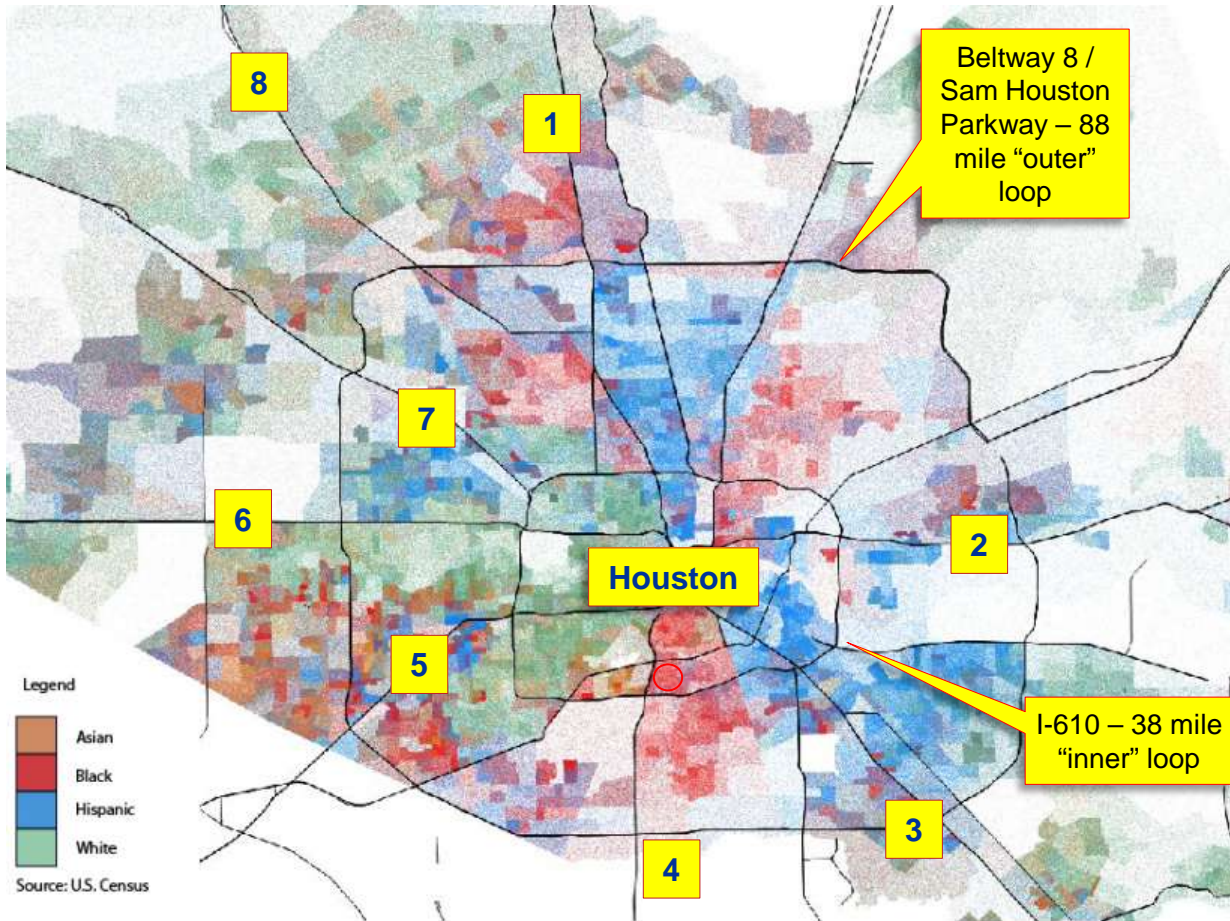 8
1
Beltway 8 /
Sam Houston
Parkway – 88
mile “outer”
loop
7
6
2
Houston
5
I-610 – 38 mile
“inner” loop
3
4
Legend
Asian
Black
Hispanic
White
Source: U.S. Census